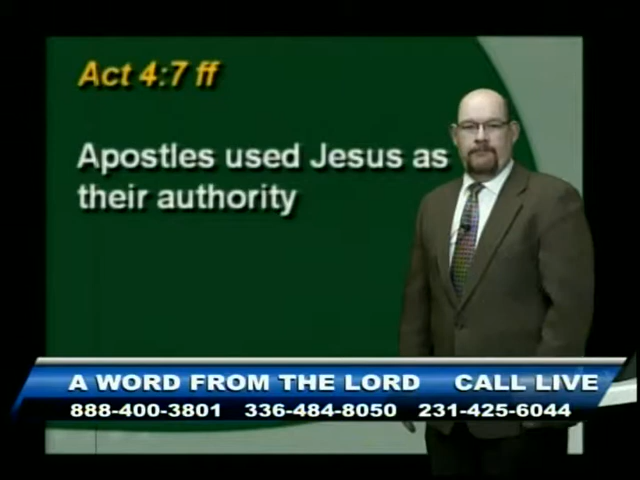 Act 4:7 ff
Apostles used Jesus as
their authority
A WORD FROM THE LORD CALL LIVE
888-400-3801 336-484-8050 231-425-6044